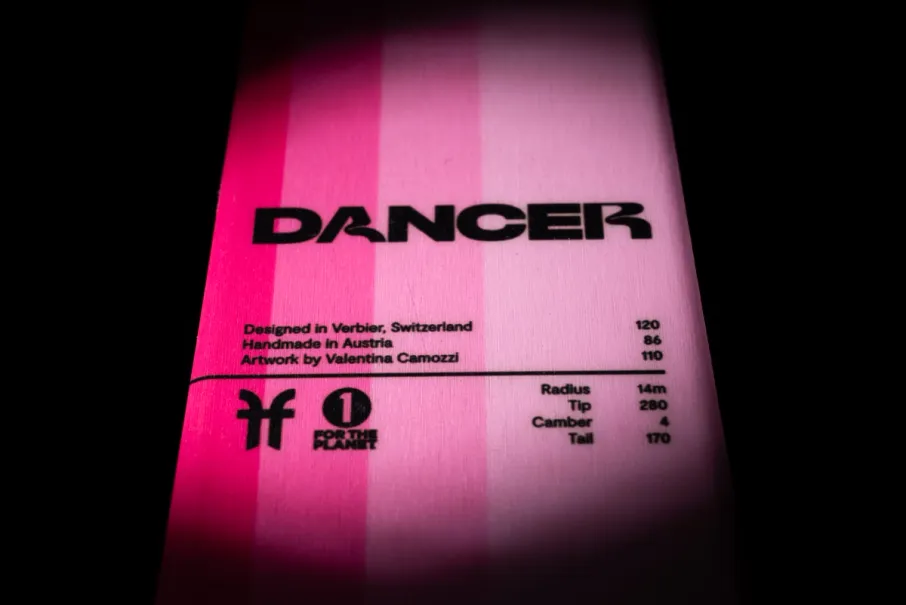 DANCER
Designed in Verbier, Switzerland 120
Handmade in Austria 86
Artwork by Valentina Camozzi 110
1
FOR THE
PLANET
Radius 14m
Tip 280
Camber 4
Tail 170